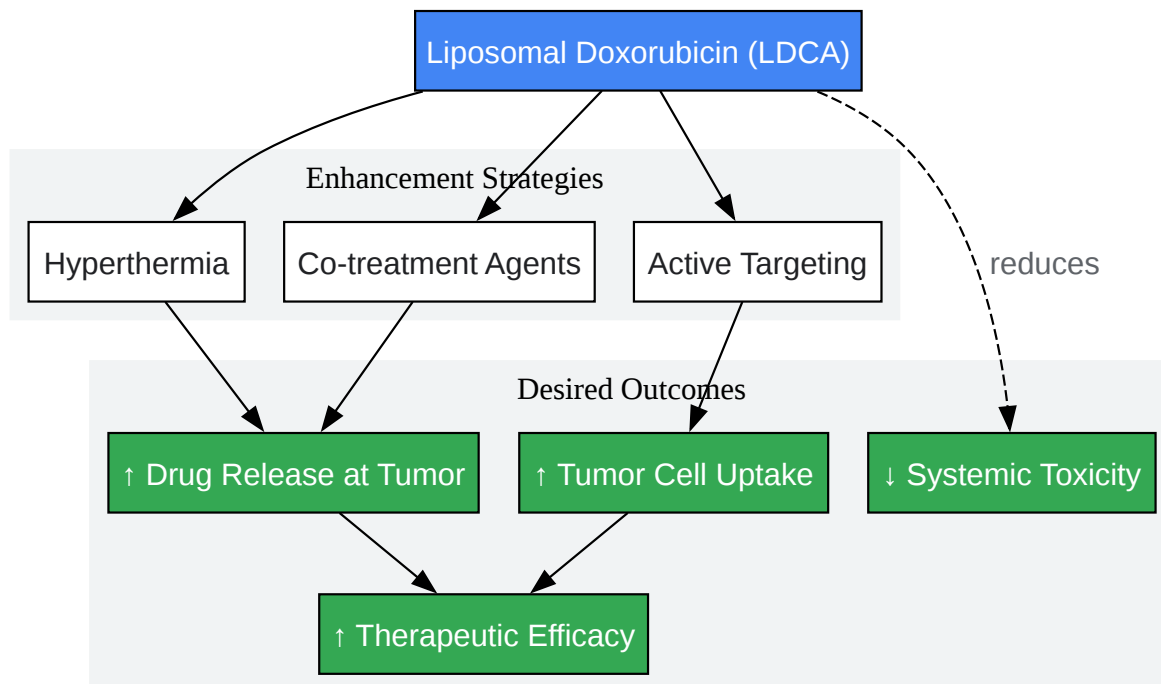 Liposomal Doxorubicin (LDCA)
Enhancement Strategies
Hyperthermia
Co-treatment Agents
Active Targeting
reduces
Desired Outcomes
↑ Drug Release at Tumor
↑ Tumor Cell Uptake
↓ Systemic Toxicity
↑ Therapeutic Efficacy